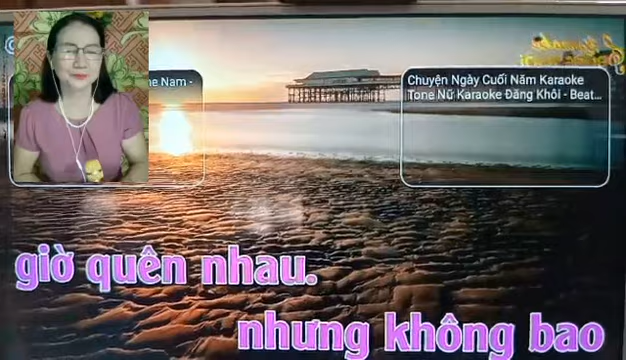 ne Nam -
Chuyện Ngày Cuối Năm Karaoke
Tone Nữ Karaoke Đăng Khôi - Beat...
giờ quên nhau.
nhưng không bao